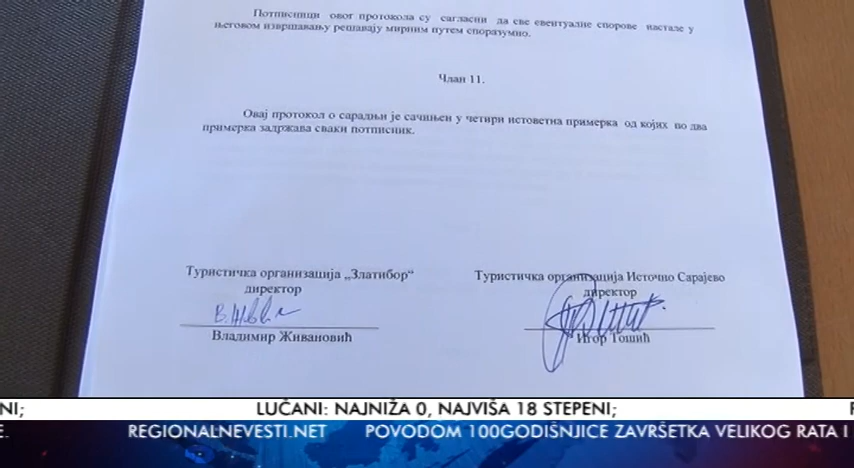 Потписници овог протокола су сагласни да све евентуалне спорове настале у
његовом извршавању решавају мирним путем споразумно.
Члан 11.
Овај протокол о сарадњи је сачињен у четири истоветна примерка од којих по два
примерка задржава сваки потписник.
Туристичка организација „Златибор“
директор
Владимир Живановић
Туристичка организација Источно Сарајево
директор
Игор Тошић
NI; LUČANI: NAJNIŽA 0, NAJVIŠA 18 STEPENI;
E. REGIONALNEVESTI.NET POVODOM 100GODIŠNJICE ZAVRŠETKA VELIKOG RATA I